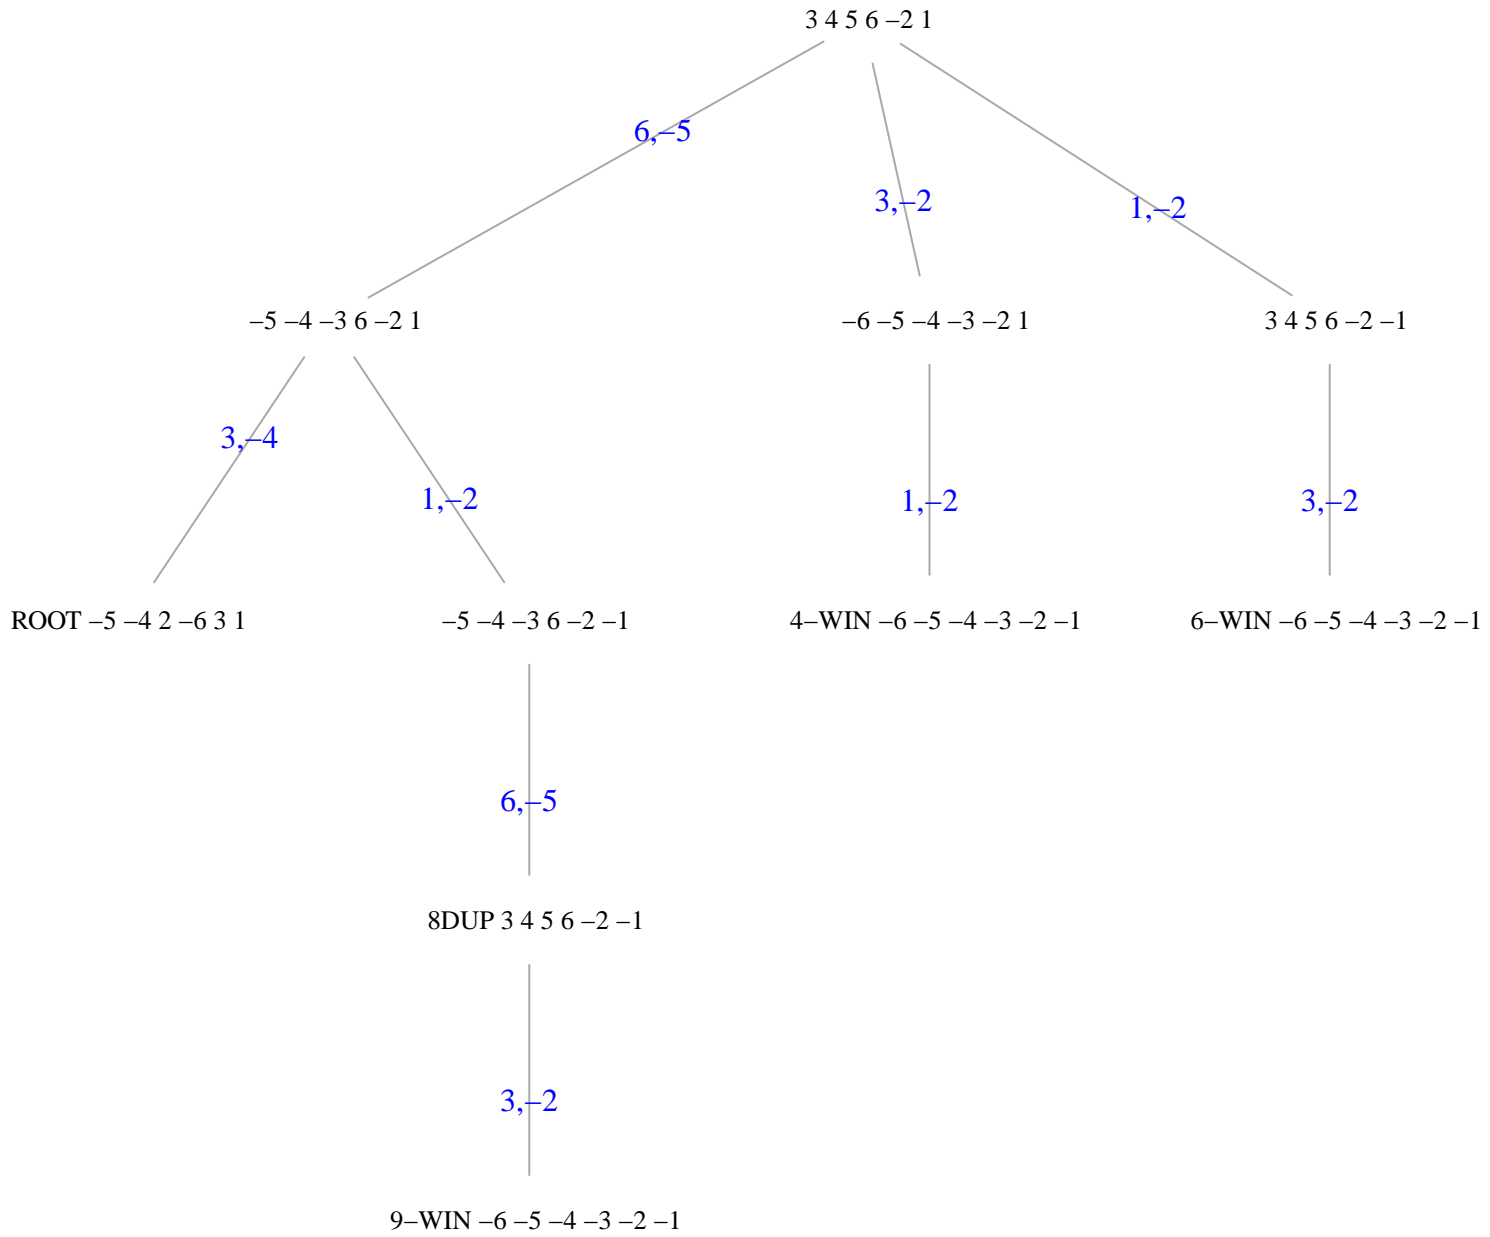 3 4 5 6 –2 1
6,–5
3,–2
1,–2
–5 –4 –3 6 –2 1
–6 –5 –4 –3 –2 1
3 4 5 6 –2 –1
3,–4
1,–2
1,–2
3,–2
ROOT –5 –4 2 –6 3 1
–5 –4 –3 6 –2 –1
4–WIN –6 –5 –4 –3 –2 –1
6–WIN –6 –5 –4 –3 –2 –1
6,–5
8DUP 3 4 5 6 –2 –1
3,–2
9–WIN –6 –5 –4 –3 –2 –1